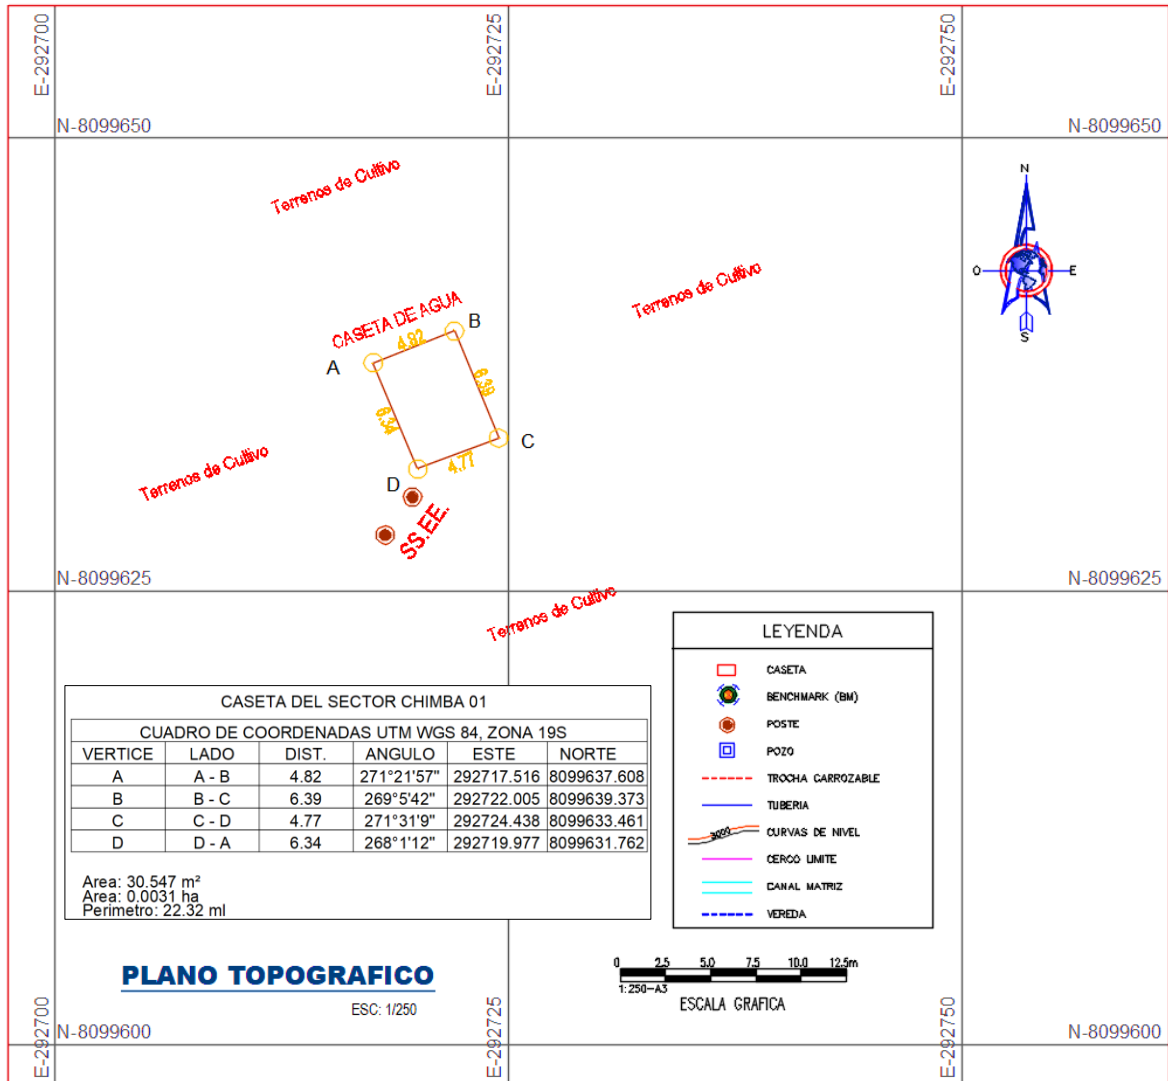 E-292700
E-292725
E-292750
N-8099650
N-8099650
Terrenos de Cultivo
N
O
E
S
Terrenos de Cultivo
CASETA DE AGUA
B
4.82
A
6.39
6.34
C
4.77
Terrenos de Cultivo
D
SS.EE.
N-8099625
N-8099625
Terrenos de Cultivo
LEYENDA
CASETA
BENCHMARK (BM)
POSTE
POZO
TROCHA CARROZABLE
TUBERIA
3000
CURVAS DE NIVEL
CERCO LIMITE
CANAL MATRIZ
VEREDA
CASETA DEL SECTOR CHIMBA 01
CUADRO DE COORDENADAS UTM WGS 84, ZONA 19S
VERTICE LADO DIST. ANGULO ESTE NORTE
A A - B 4.82 271°21'57" 292717.516 8099637.608
B B - C 6.39 269°5'42" 292722.005 8099639.373
C C - D 4.77 271°31'9" 292724.438 8099633.461
D D - A 6.34 268°1'12" 292719.977 8099631.762
Area: 30.547 m²
Area: 0.0031 ha
Perimetro: 22.32 ml
PLANO TOPOGRAFICO
ESC: 1/250
0 2.5 5.0 7.5 10.0 12.5m
1:250-A3
ESCALA GRAFICA
E-292700
N-8099600
E-292725
E-292750
N-8099600